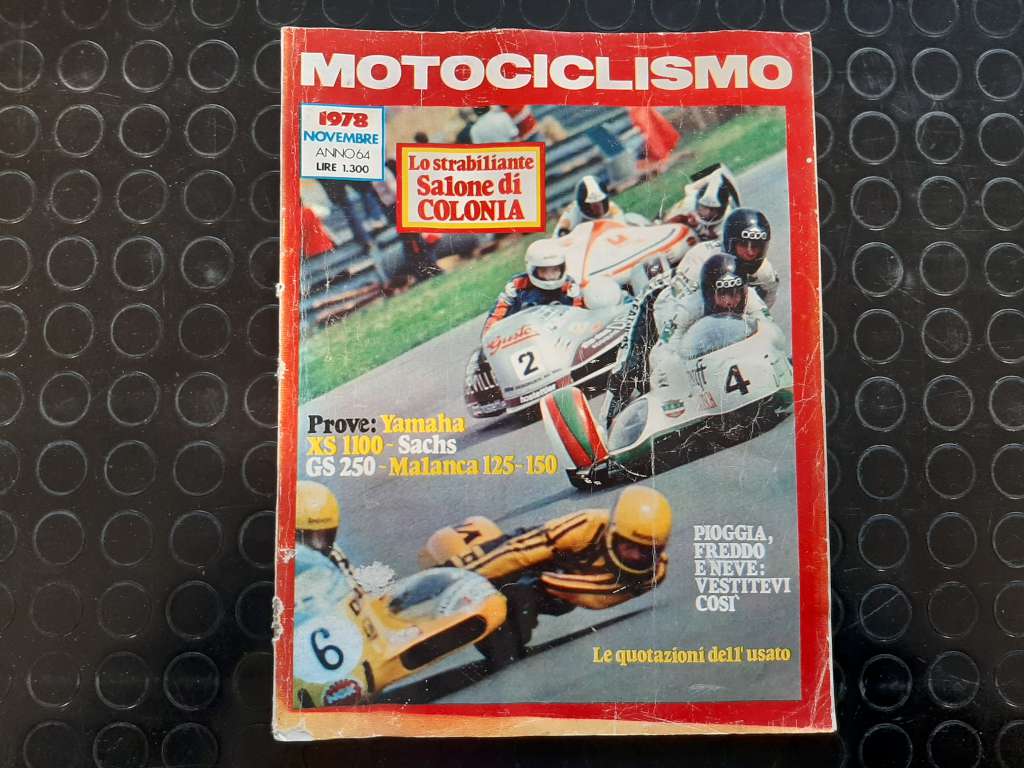 MOTOCICLISMO
1978
NOVEMBRE
ANNO 64
LIRE 1.300
Lo strabiliante
Salone di
COLONIA
Gusto
2
4
Prove: Yamaha
XS 1100 - Sachs
GS 250 - Malanca 125-150
PIOGGIA,
FREDDO
E NEVE:
VESTITEVI
COSÌ
6
Le quotazioni dell'usato